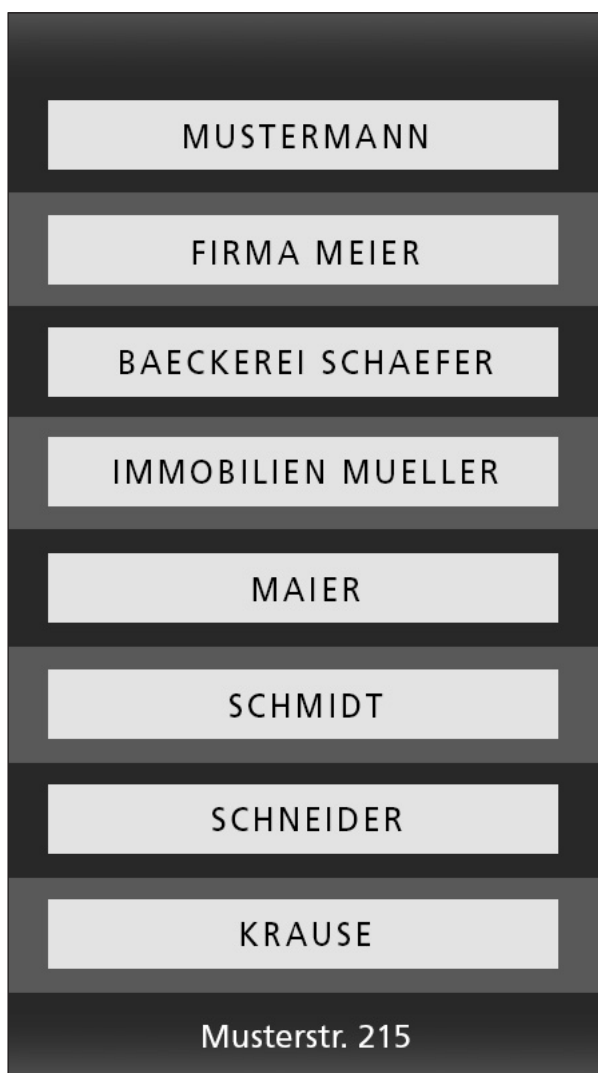 MUSTERMANN
FIRMA MEIER
BAECKEREI SCHAEFER
IMMOBILIEN MUELLER
MAIER
SCHMIDT
SCHNEIDER
KRAUSE
Musterstr. 215